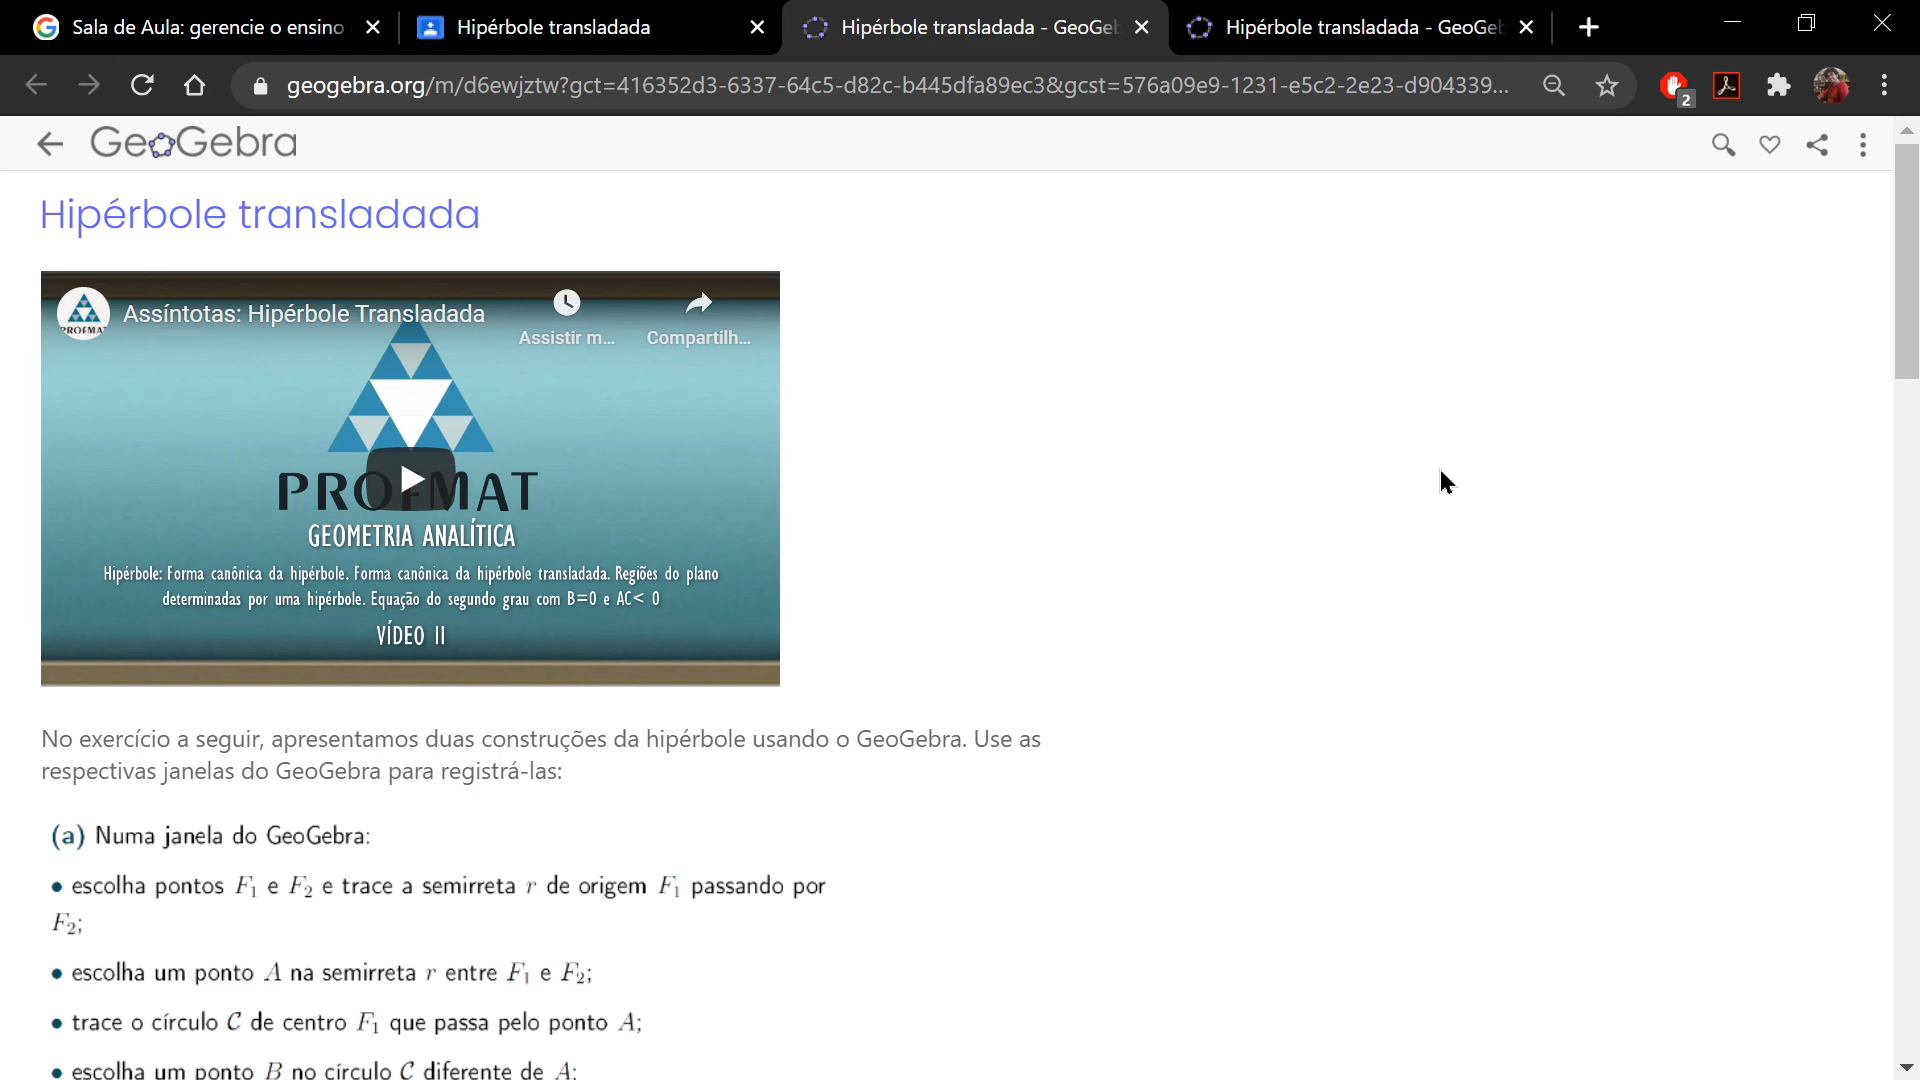 Sala de Aula: gerencie o ensino
Hipérbole transladada
Hipérbole transladada - GeoGeb
Hipérbole transladada - GeoGeb
geogebra.org/m/d6ewjztw?gct=416352d3-6337-64c5-d82c-b445dfa89ec3&gcst=576a09e9-1231-e5c2-2e23-d904339...
2
GeoGebra
Hipérbole transladada
PROFMAT
Assíntotas: Hipérbole Transladada
Assistir m...
Compartilh...
PROFMAT
GEOMETRIA ANALÍTICA
Hipérbole: Forma canônica da hipérbole. Forma canônica da hipérbole transladada. Regiões do plano
determinadas por uma hipérbole. Equação do segundo grau com B=0 e AC< 0
VÍDEO II
No exercício a seguir, apresentamos duas construções da hipérbole usando o GeoGebra. Use as
respectivas janelas do GeoGebra para registrá-las:
(a) Numa janela do GeoGebra:
• escolha pontos F₁ e F₂ e trace a semirreta r de origem F₁ passando por
F₂;
• escolha um ponto A na semirreta r entre F₁ e F₂;
• trace o círculo C de centro F₁ que passa pelo ponto A;
• escolha um ponto B no círculo C diferente de A;